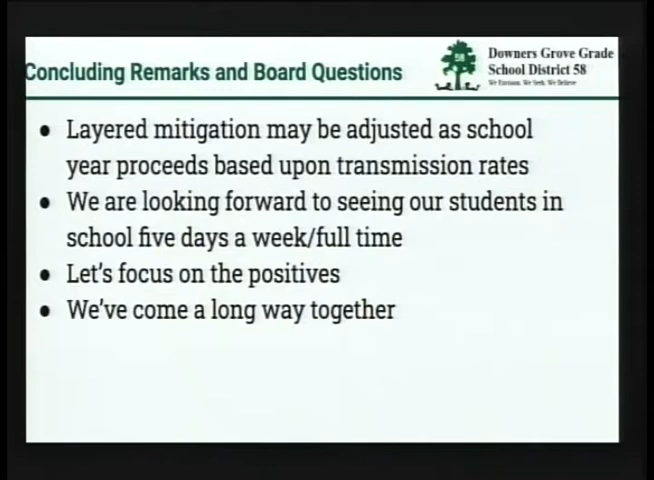 Concluding Remarks and Board Questions
58
Downers Grove Grade
School District 58
We Envision. We Seek. We Believe
• Layered mitigation may be adjusted as school
year proceeds based upon transmission rates
• We are looking forward to seeing our students in
school five days a week/full time
• Let's focus on the positives
• We've come a long way together